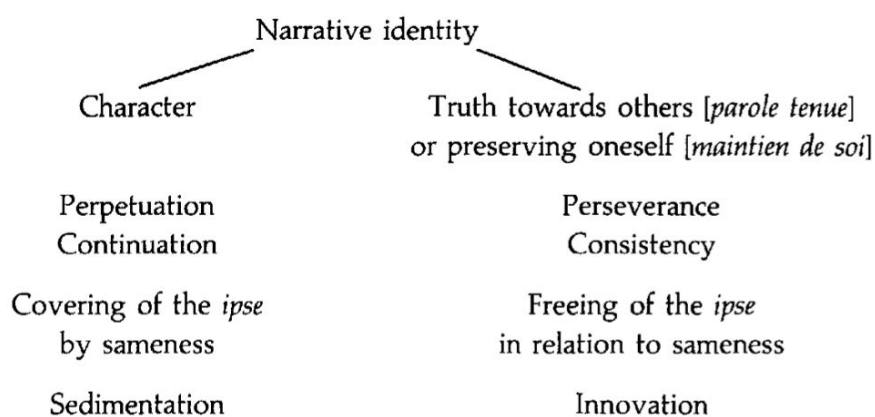 Narrative identity
Character
Truth towards others [parole tenue]
or preserving oneself [maintien de soi]
Perpetuation
Continuation
Perseverance
Consistency
Covering of the ipse
by sameness
Freeing of the ipse
in relation to sameness
Sedimentation
Innovation